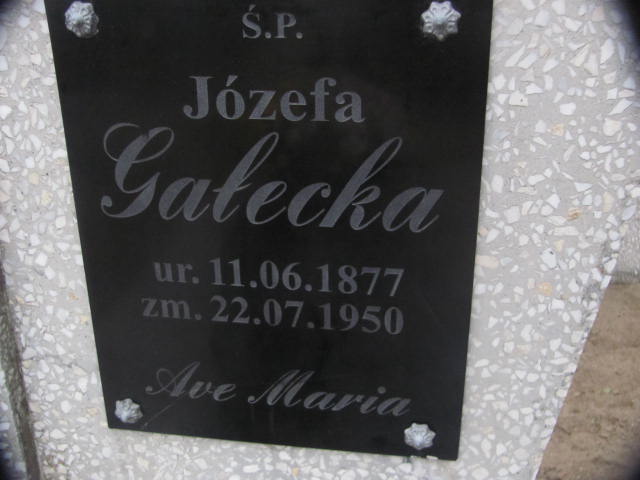 Ś.P.
Józefa
Gałecka
ur. 11.06.1877
zm. 22.07.1950
Ave Maria